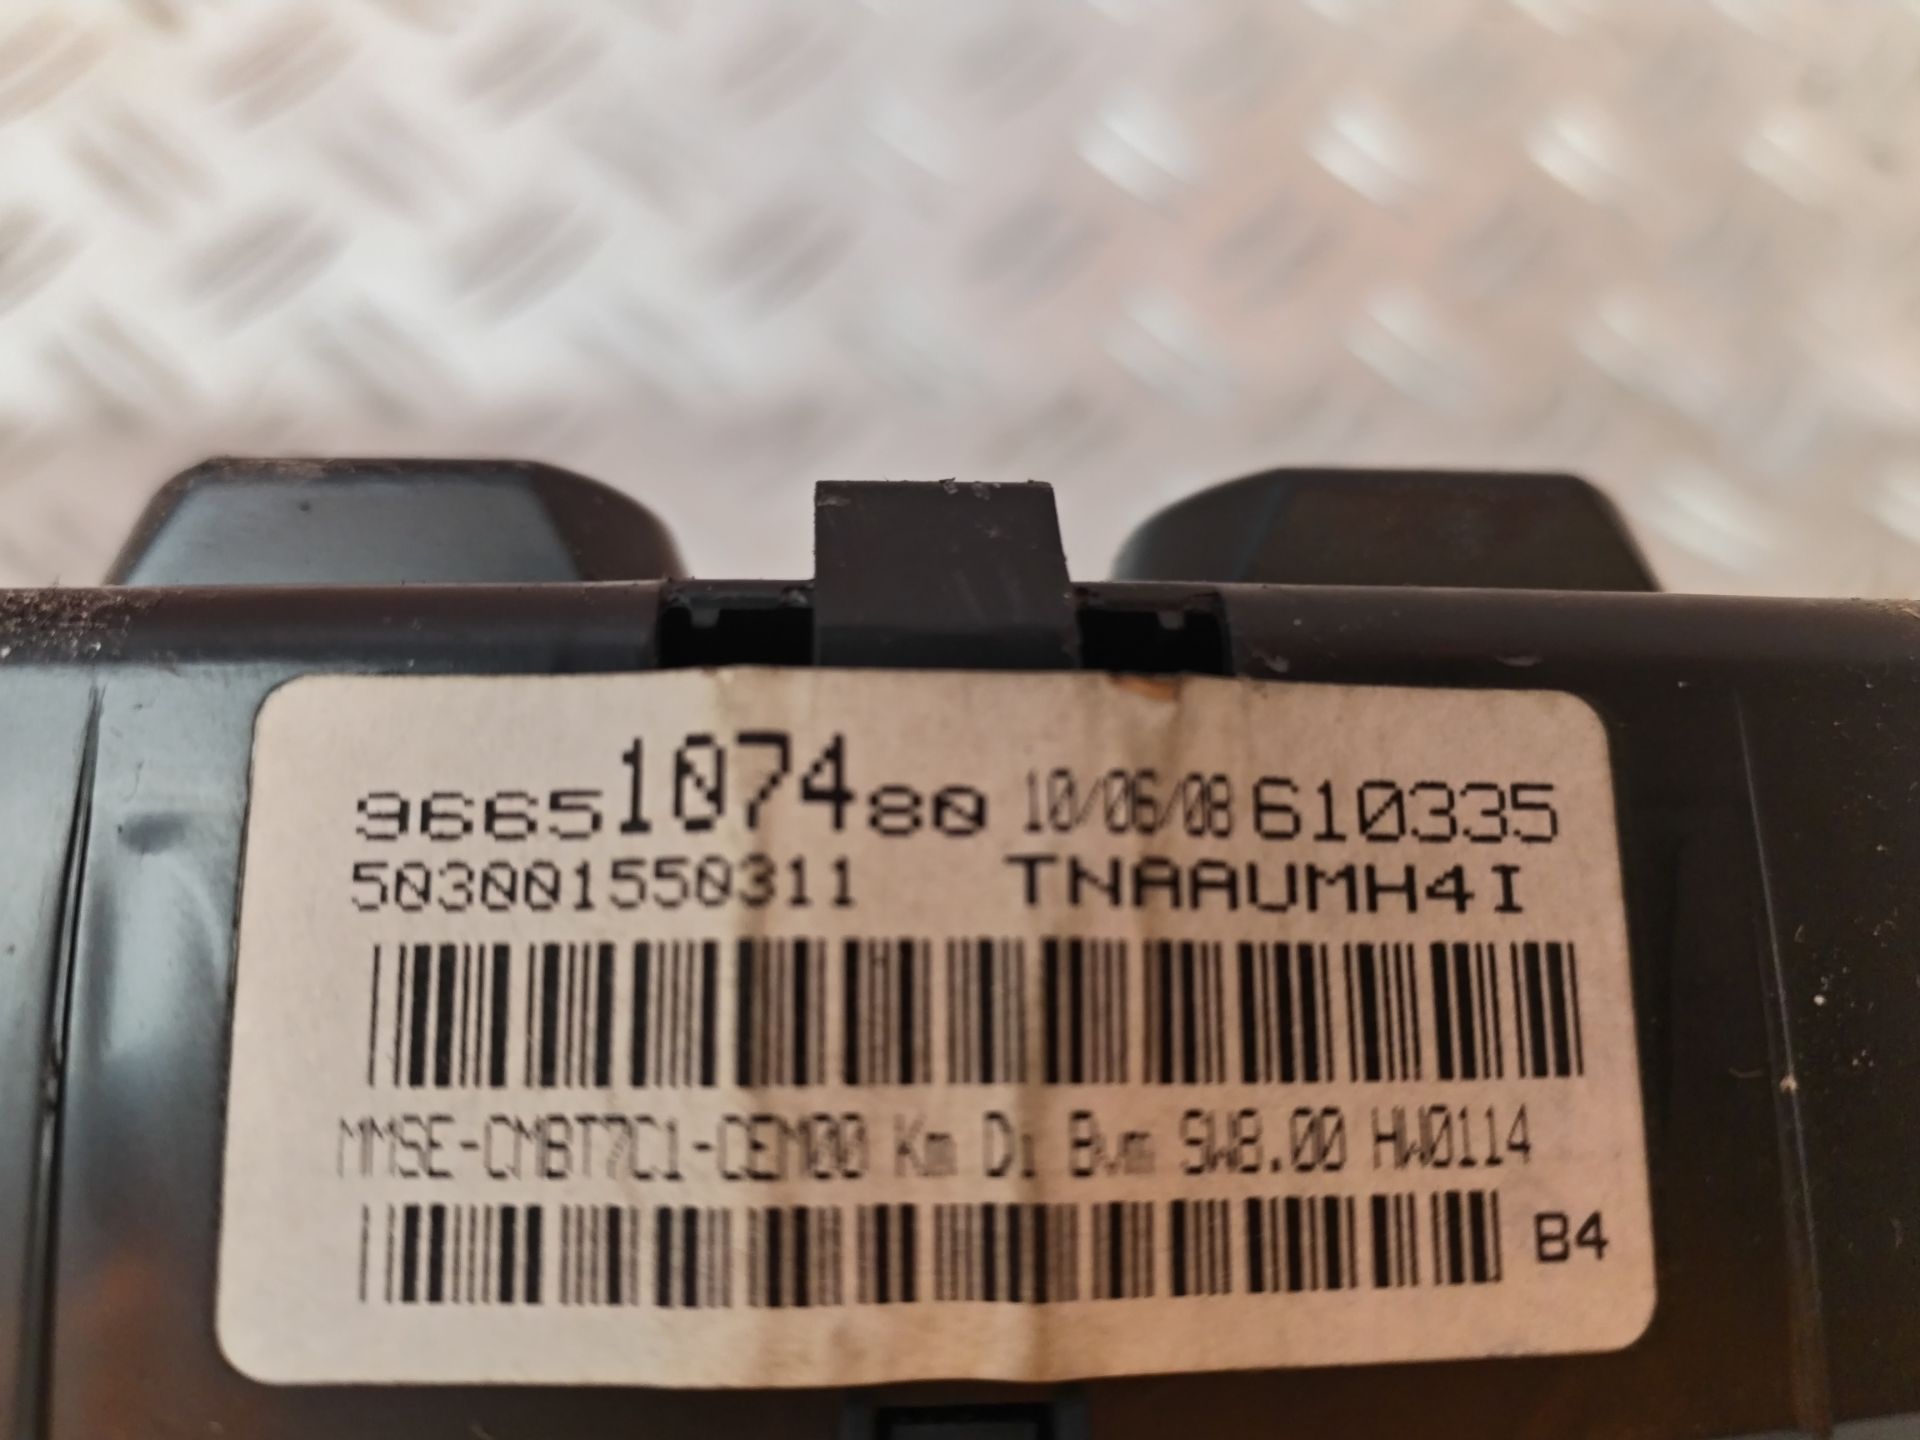 9665107480 10/06/08 610335
503001550311 TNAAUMH4I
MMSE-CMBT7C1-CEM00 Km Di Bvm SW8.00 HW0114
B4